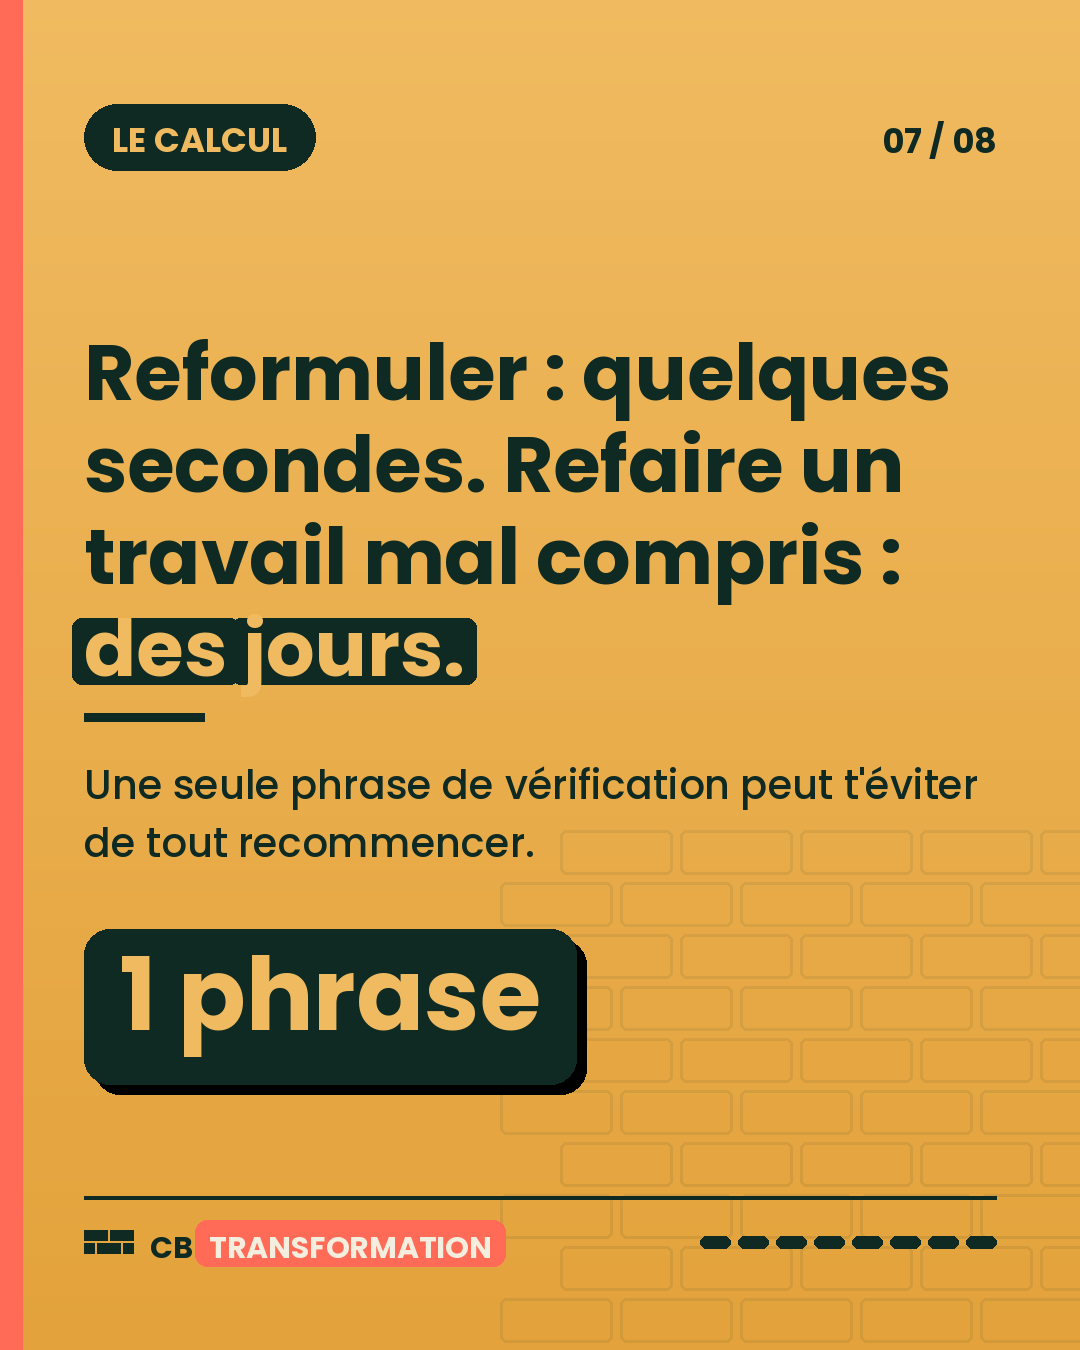 LE CALCUL
07 / 08
Reformuler : quelques
secondes. Refaire un
travail mal compris :
des jours.
Une seule phrase de vérification peut t'éviter
de tout recommencer.
1 phrase
CB TRANSFORMATION